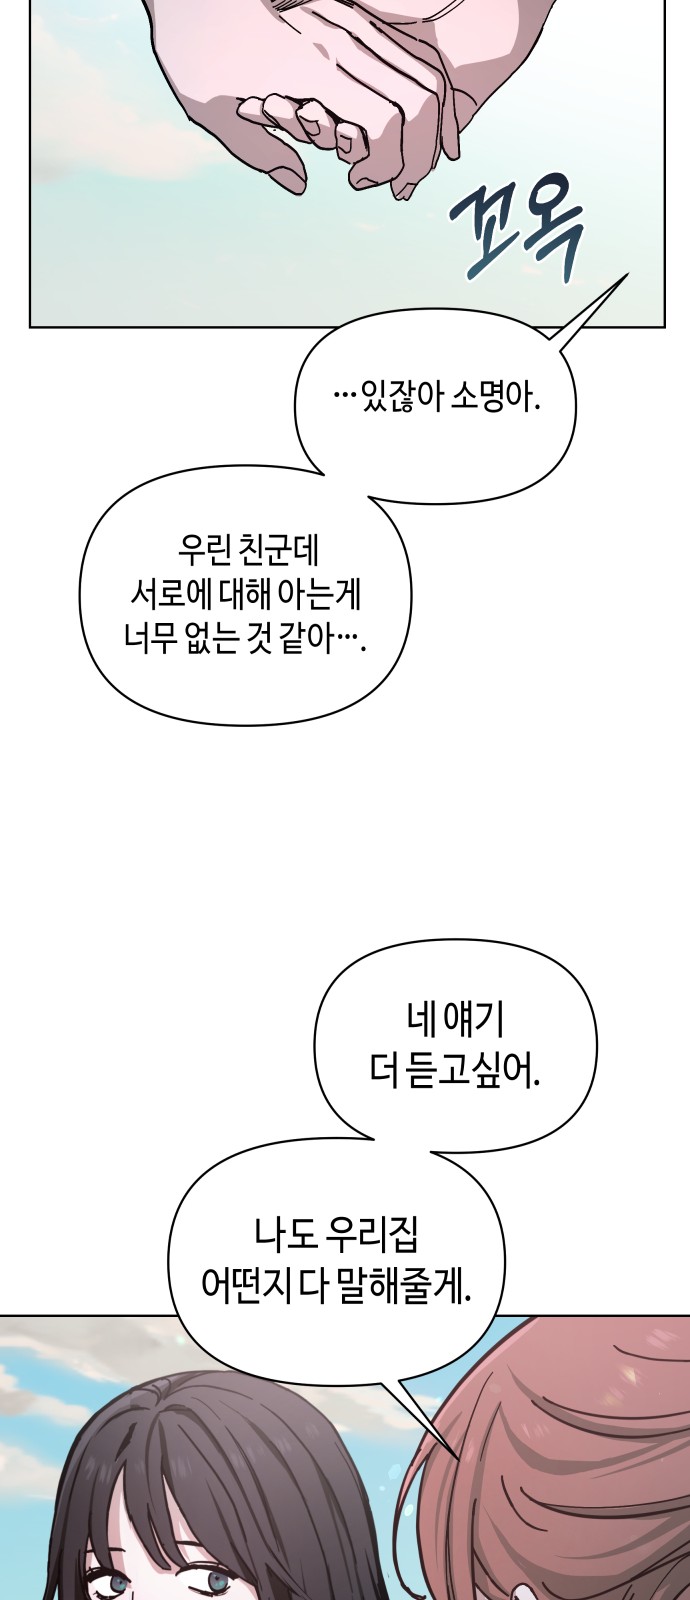 꼬옥
…있잖아 소명아.
우린 친군데
서로에 대해 아는게
너무 없는 것 같아….
네 얘기
더 듣고싶어.
나도 우리집
어떤지 다 말해줄게.